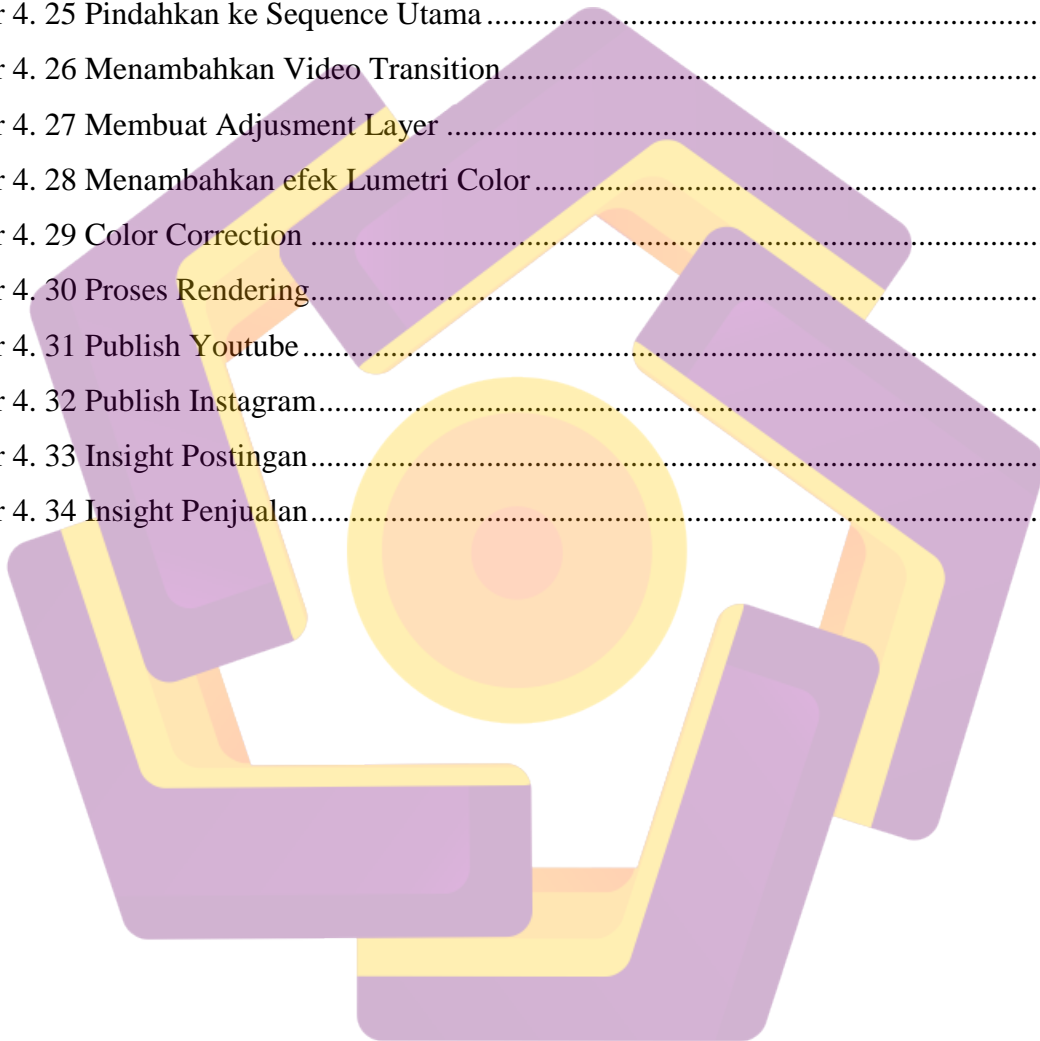 r 4. 25 Pindahkan ke Sequence Utama
r 4. 26 Menambahkan Video Transition
r 4. 27 Membuat Adjusment Layer
r 4. 28 Menambahkan efek Lumetri Color
r 4. 29 Color Correction
r 4. 30 Proses Rendering
r 4. 31 Publish Youtube
r 4. 32 Publish Instagram
r 4. 33 Insight Postingan
r 4. 34 Insight Penjualan